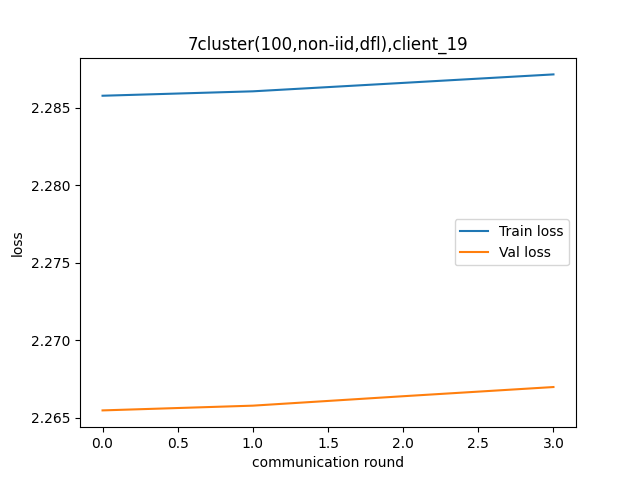 7cluster(100,non-iid,dfl),client_19
2.285
2.280
2.275
2.270
2.265
loss
Train loss
Val loss
0.0 0.5 1.0 1.5 2.0 2.5 3.0
communication round